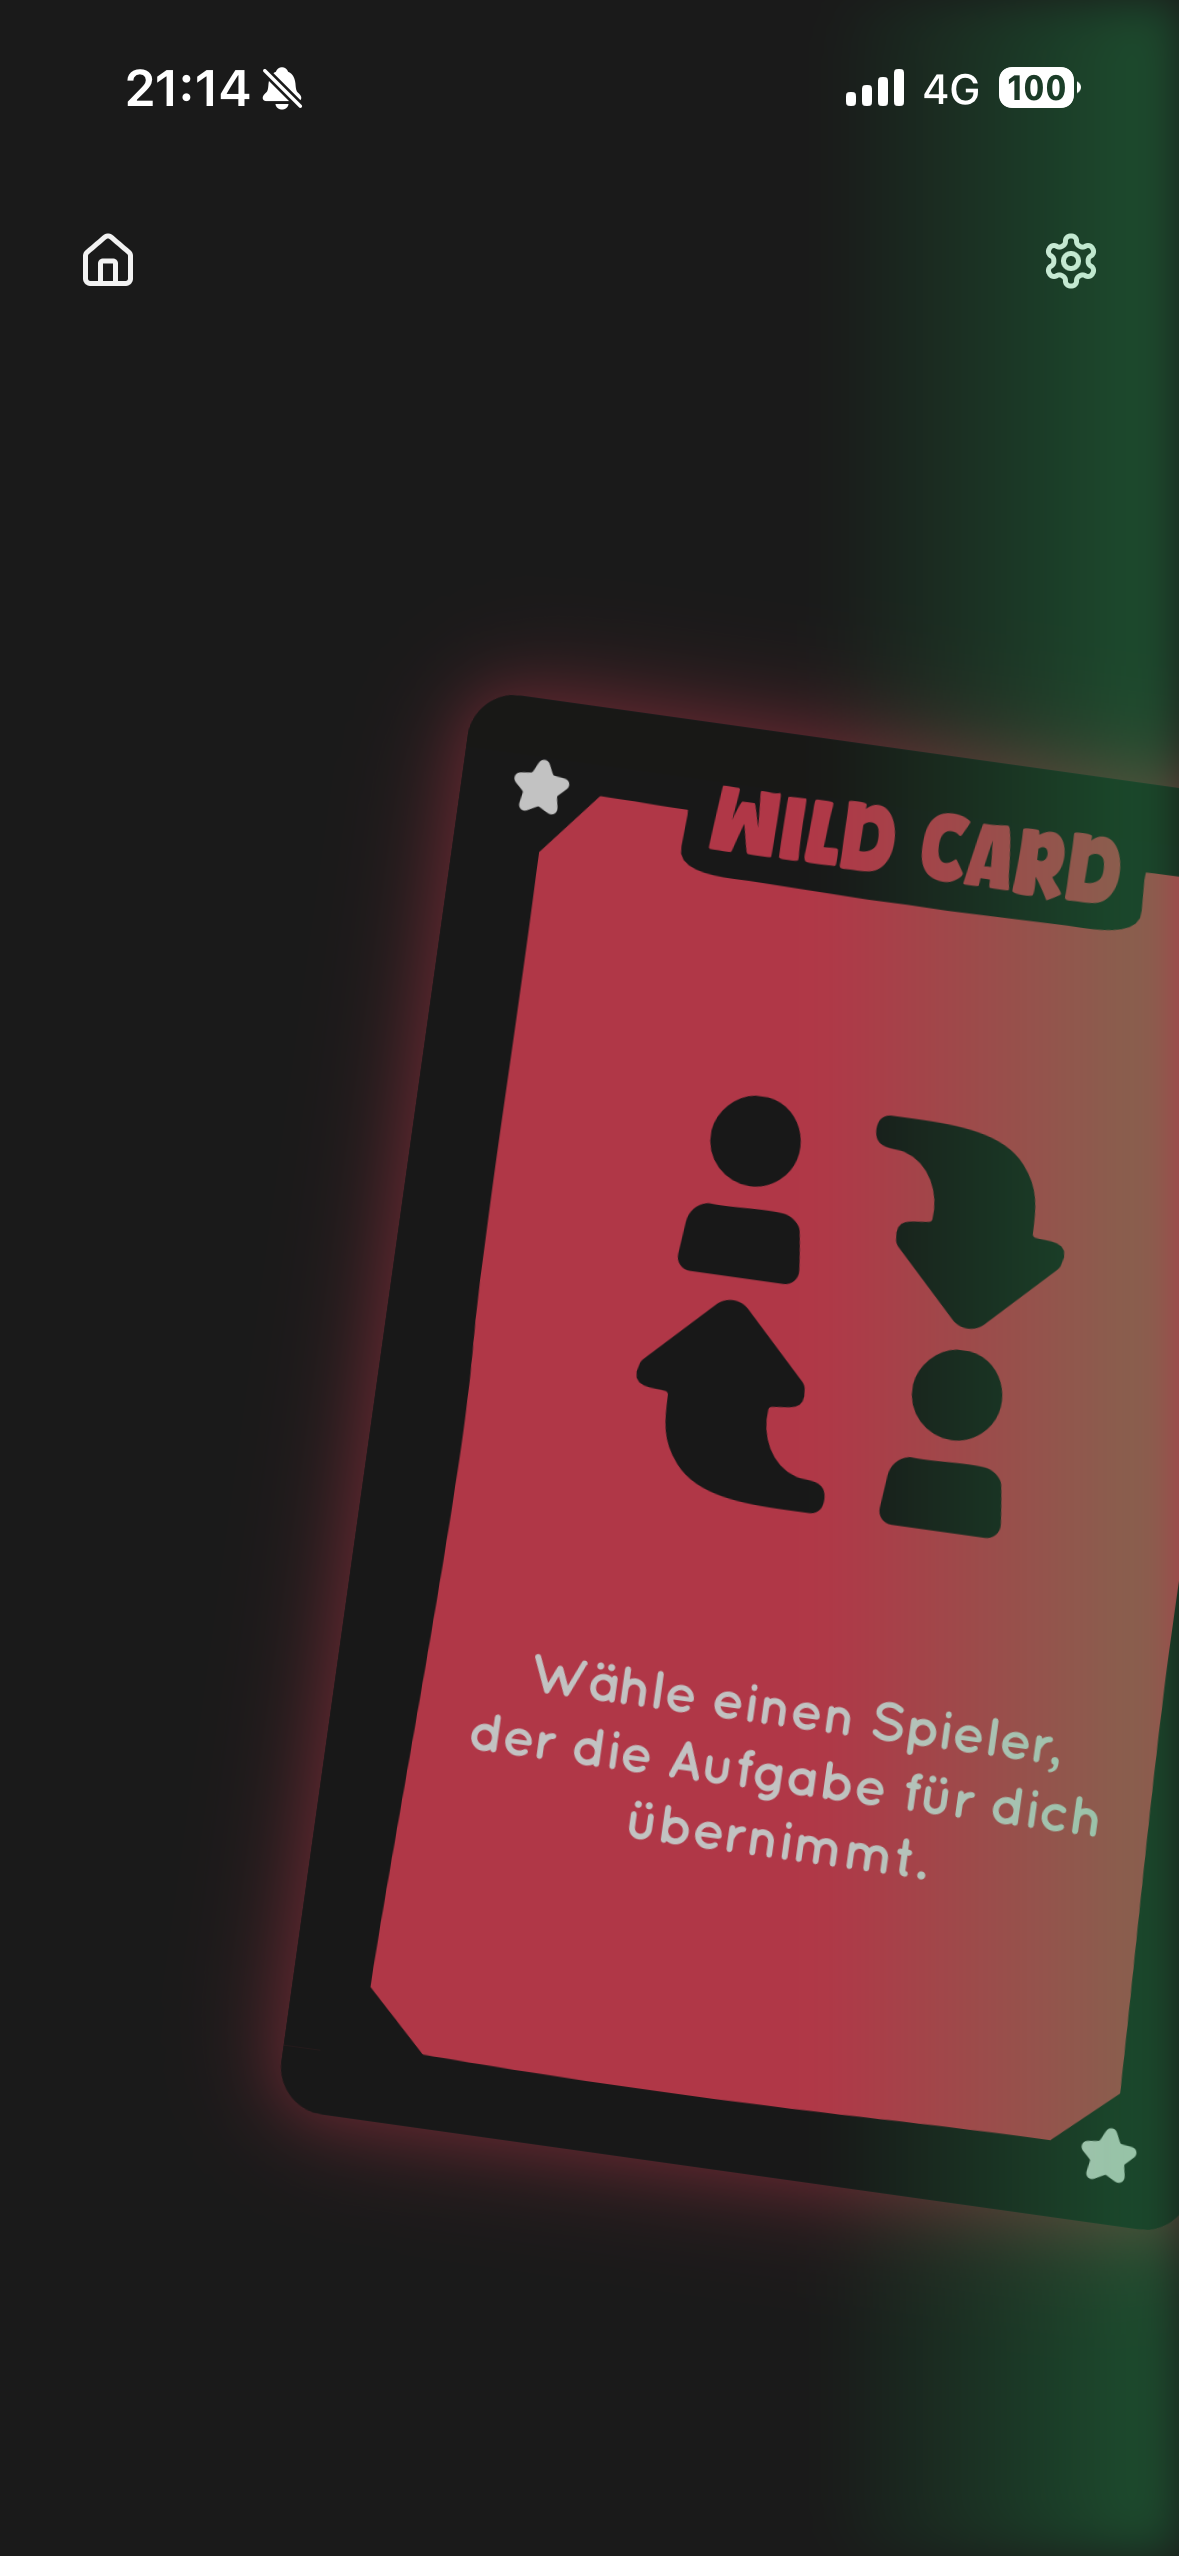 21:14
4G
100
WILD CARD
Wähle einen Spieler,
der die Aufgabe für dich
übernimmt.